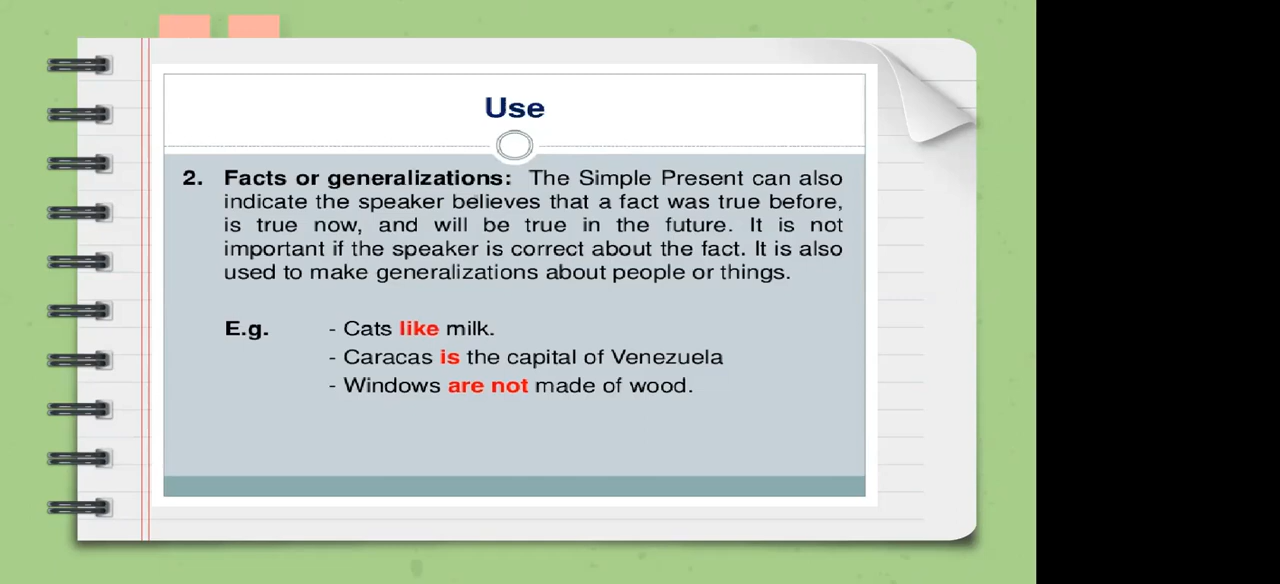 Use
2. Facts or generalizations: The Simple Present can also
indicate the speaker believes that a fact was true before,
is true now, and will be true in the future. It is not
important if the speaker is correct about the fact. It is also
used to make generalizations about people or things.
E.g. - Cats like milk.
- Caracas is the capital of Venezuela
- Windows are not made of wood.